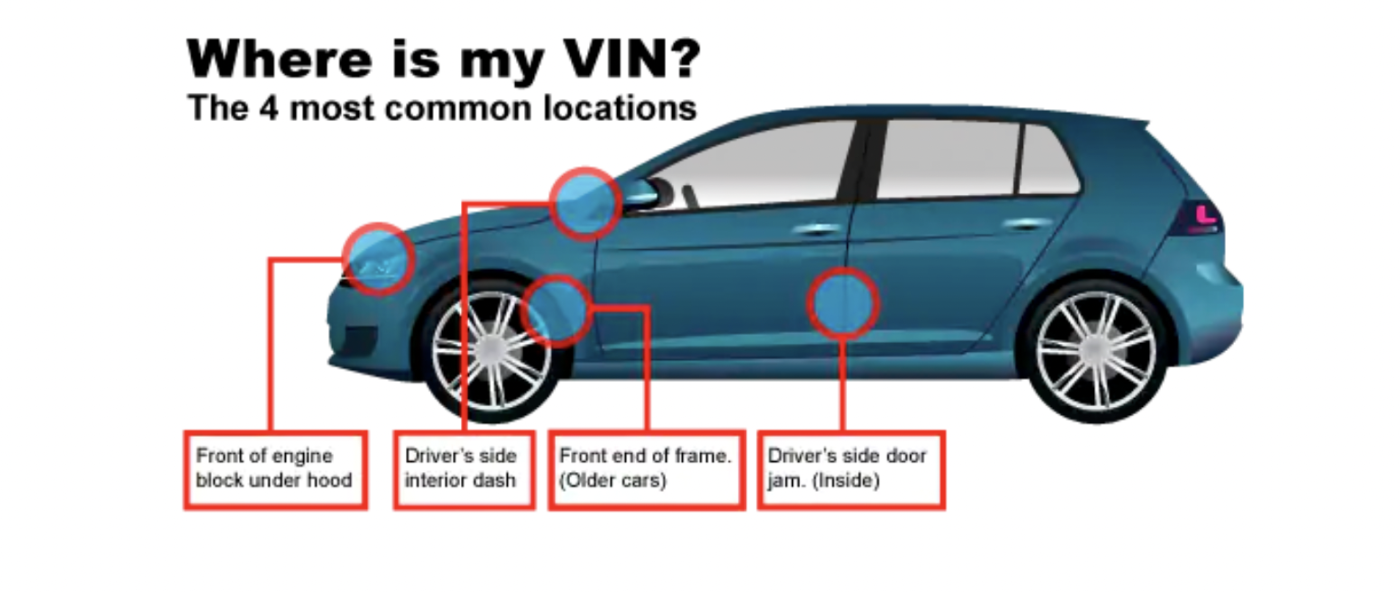 Where is my VIN?
The 4 most common locations
Front of engine
block under hood
Driver's side
interior dash
Front end of frame.
(Older cars)
Driver's side door
jam. (Inside)